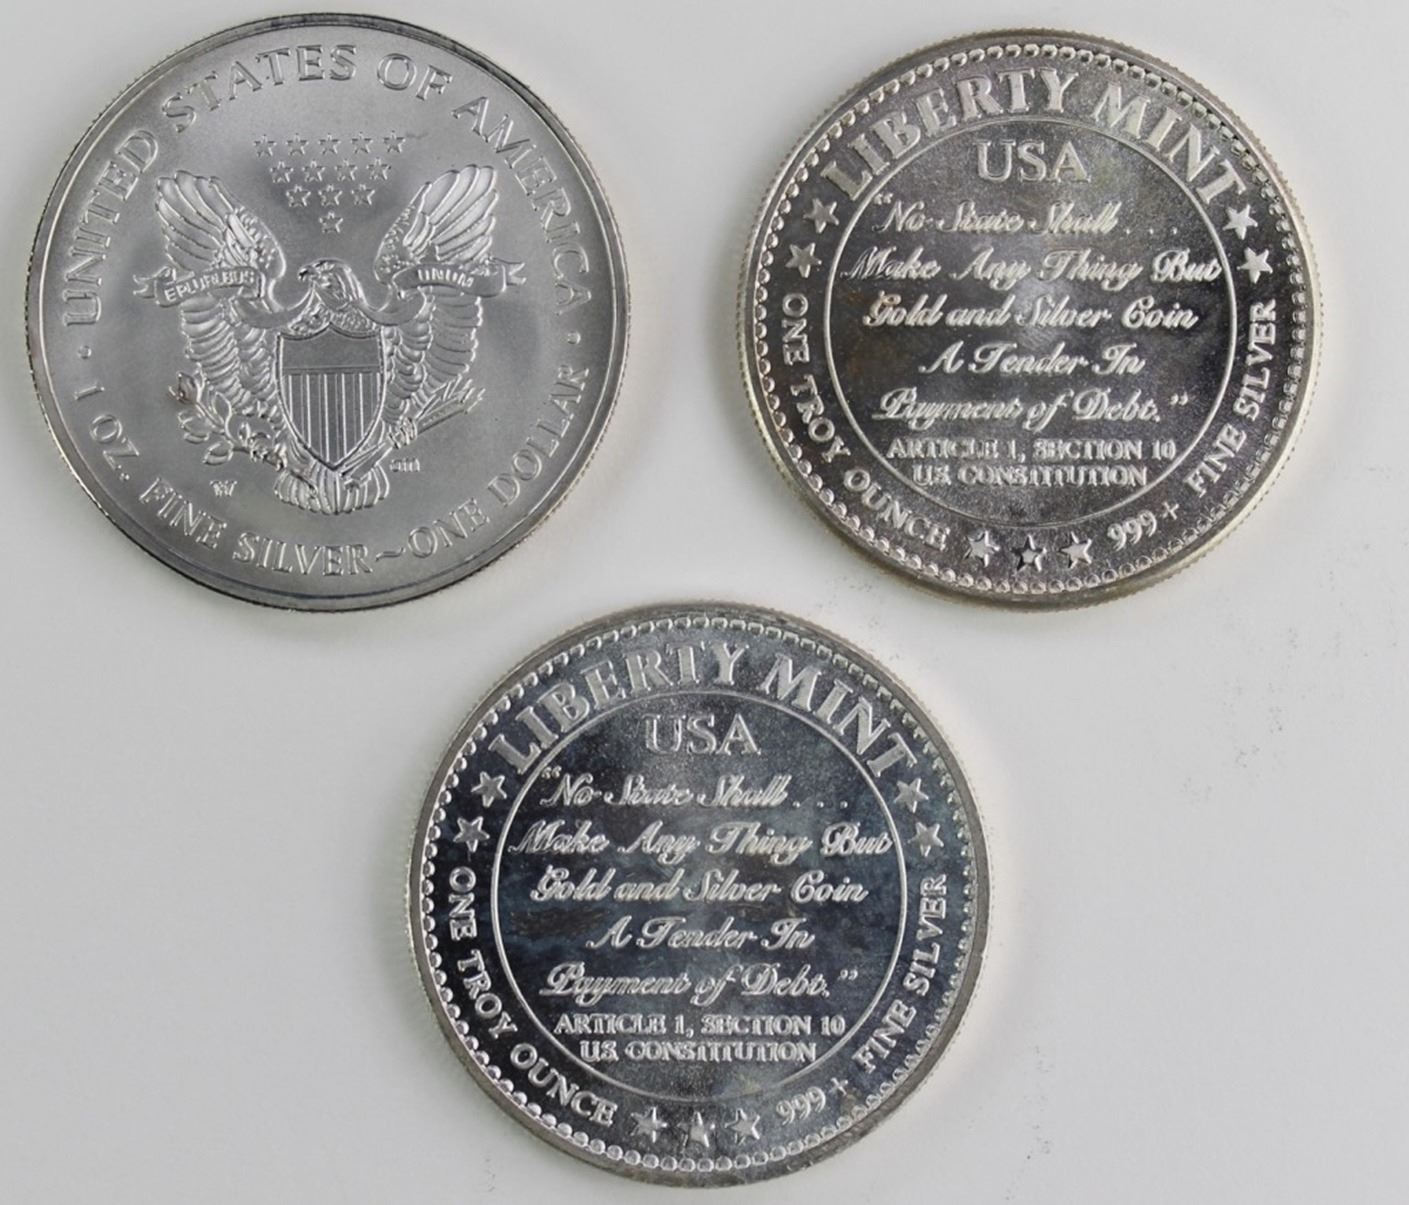 UNITED STATES OF AMERICA
E PLURIBUS UNUM
W
JM
· 1 OZ. FINE SILVER~ONE DOLLAR ·
LIBERTY MINT
USA
“No State Shall . . .
Make Any Thing But
Gold and Silver Coin
A Tender In
Payment of Debt.”
ARTICLE 1, SECTION 10
U.S. CONSTITUTION
ONE TROY OUNCE
999+ FINE SILVER
LIBERTY MINT
USA
“No State Shall . . .
Make Any Thing But
Gold and Silver Coin
A Tender In
Payment of Debt.”
ARTICLE 1, SECTION 10
U.S. CONSTITUTION
ONE TROY OUNCE
999+ FINE SILVER